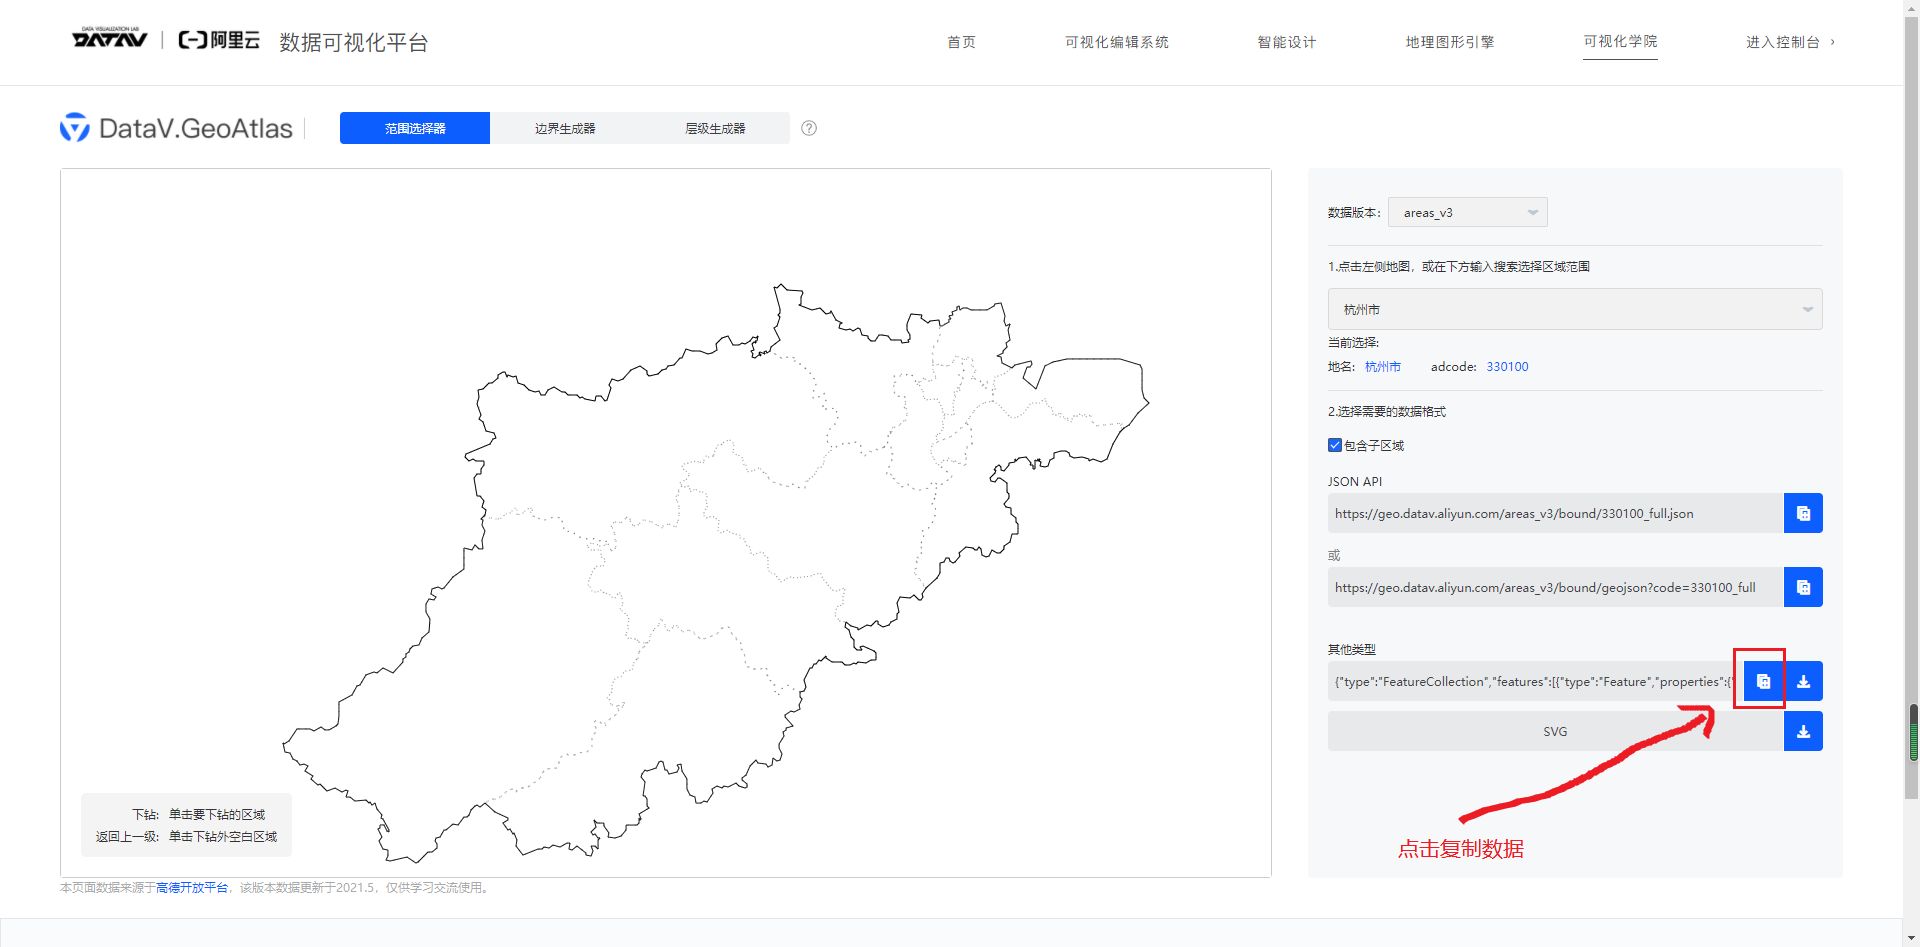 DATA VISUALIZATION LAB
DATAV
阿里云
数据可视化平台
首页
可视化编辑系统
智能设计
地理图形引擎
可视化学院
进入控制台 ›
DataV.GeoAtlas
范围选择器
边界生成器
层级生成器
?
数据版本:
areas_v3
1.点击左侧地图，或在下方输入搜索选择区域范围
杭州市
当前选择:
地名: 杭州市 adcode: 330100
2.选择需要的数据格式
包含子区域
JSON API
https://geo.datav.aliyun.com/areas_v3/bound/330100_full.json
或
https://geo.datav.aliyun.com/areas_v3/bound/geojson?code=330100_full
其他类型
{"type":"FeatureCollection","features":[{"type":"Feature","properties":{"
SVG
点击复制数据
下钻: 单击要下钻的区域
返回上一级: 单击下钻外空白区域
本页面数据来源于高德开放平台，该版本数据更新于2021.5，仅供学习交流使用。